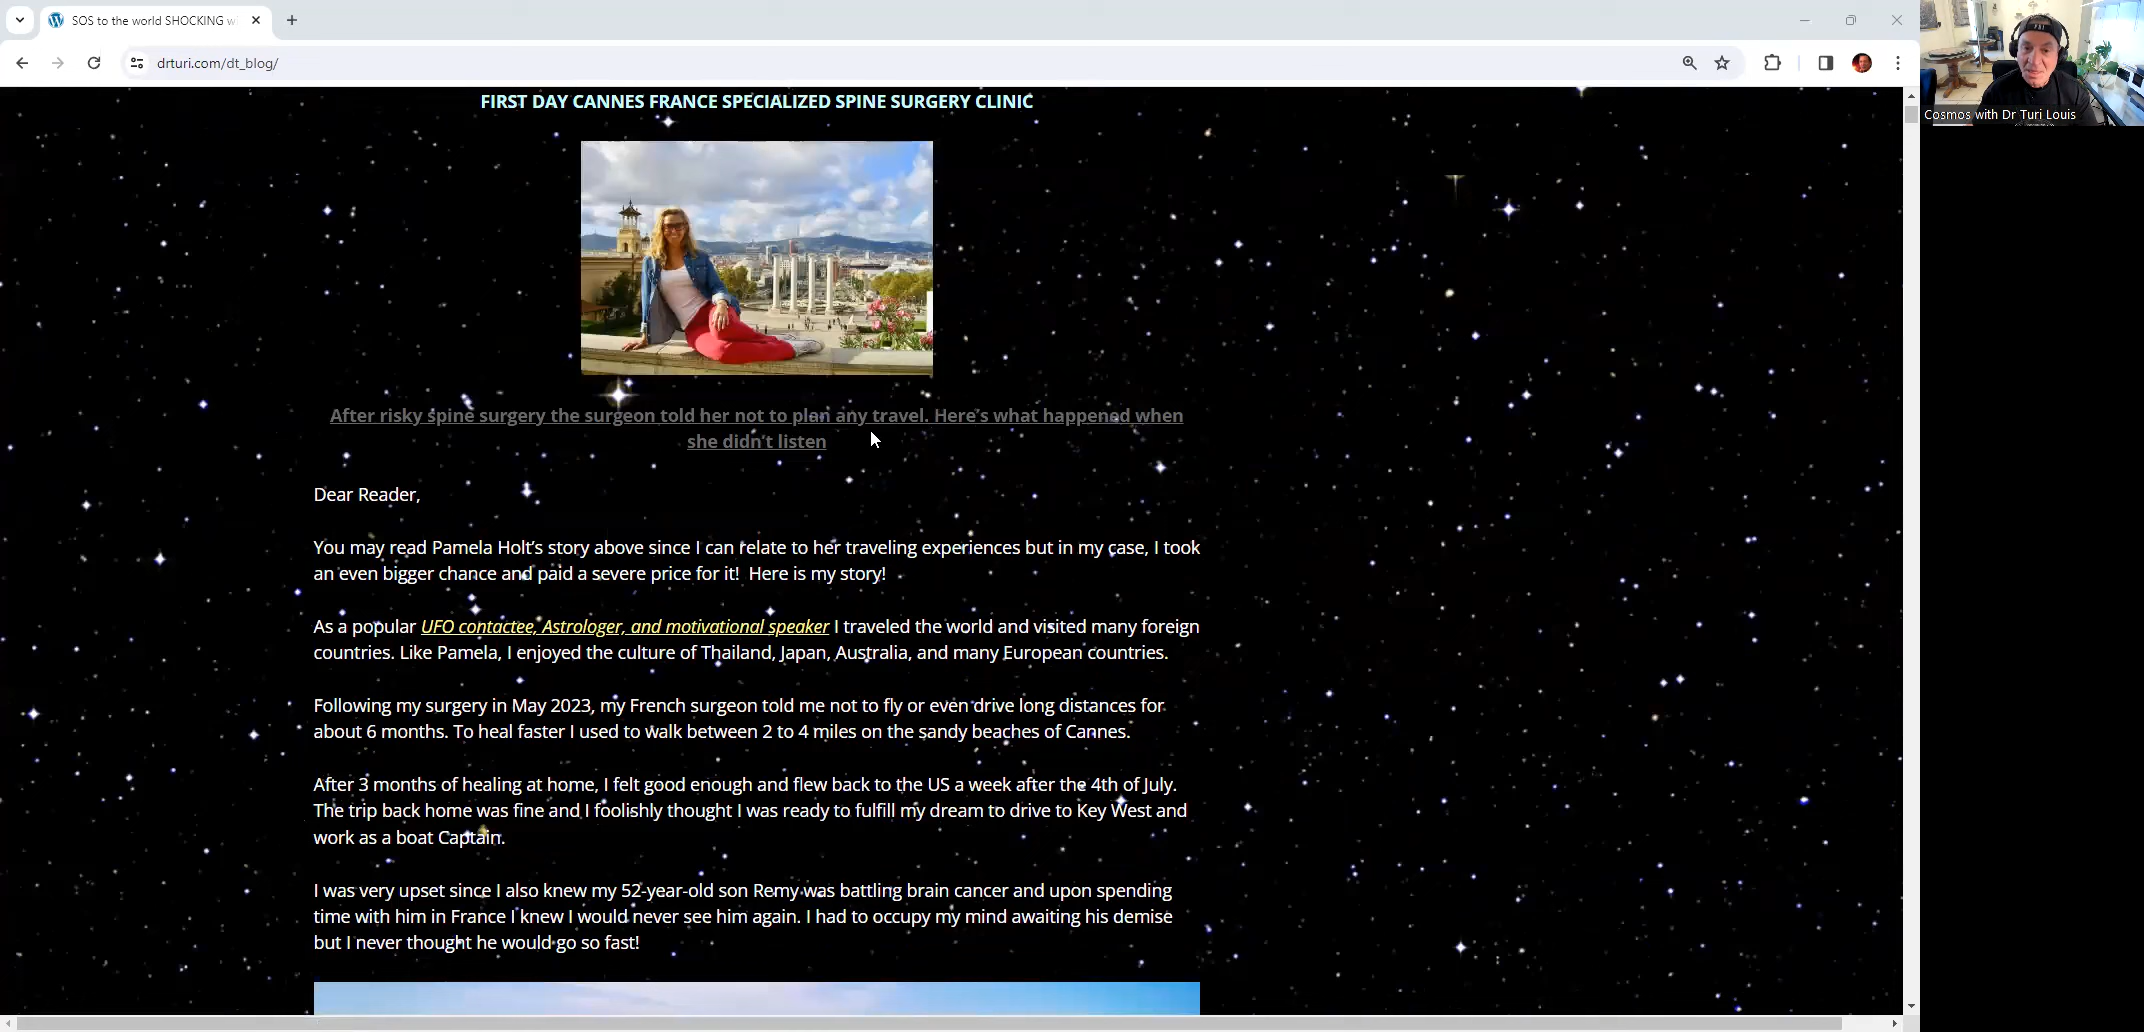 SOS to the world SHOCKING
drturi.com/dt_blog/
Cosmos with Dr Turi Louis
FIRST DAY CANNES FRANCE SPECIALIZED SPINE SURGERY CLINIC
After risky spine surgery the surgeon told her not to plan any travel. Here's what happened when
she didn't listen
Dear Reader,
You may read Pamela Holt's story above since I can relate to her traveling experiences but in my case, I took
an even bigger chance and paid a severe price for it!  Here is my story!
As a popular UFO contactee, Astrologer, and motivational speaker I traveled the world and visited many foreign
countries. Like Pamela, I enjoyed the culture of Thailand, Japan, Australia, and many European countries.
Following my surgery in May 2023, my French surgeon told me not to fly or even drive long distances for
about 6 months. To heal faster I used to walk between 2 to 4 miles on the sandy beaches of Cannes.
After 3 months of healing at home, I felt good enough and flew back to the US a week after the 4th of July.
The trip back home was fine and I foolishly thought I was ready to fulfill my dream to drive to Key West and
work as a boat Captain.
I was very upset since I also knew my 52-year-old son Remy was battling brain cancer and upon spending
time with him in France I knew I would never see him again. I had to occupy my mind awaiting his demise
but I never thought he would go so fast!